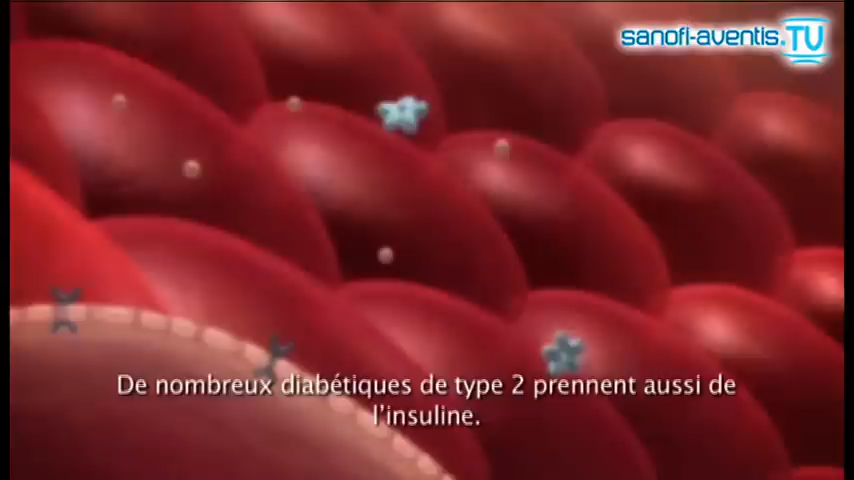 sanofi-aventis.TV
De nombreux diabétiques de type 2 prennent aussi de
l'insuline.